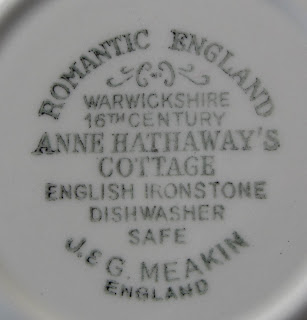 ROMANTIC ENGLAND
WARWICKSHIRE
16TH CENTURY
ANNE HATHAWAY'S
COTTAGE
ENGLISH IRONSTONE
DISHWASHER
SAFE
J. & G. MEAKIN
ENGLAND